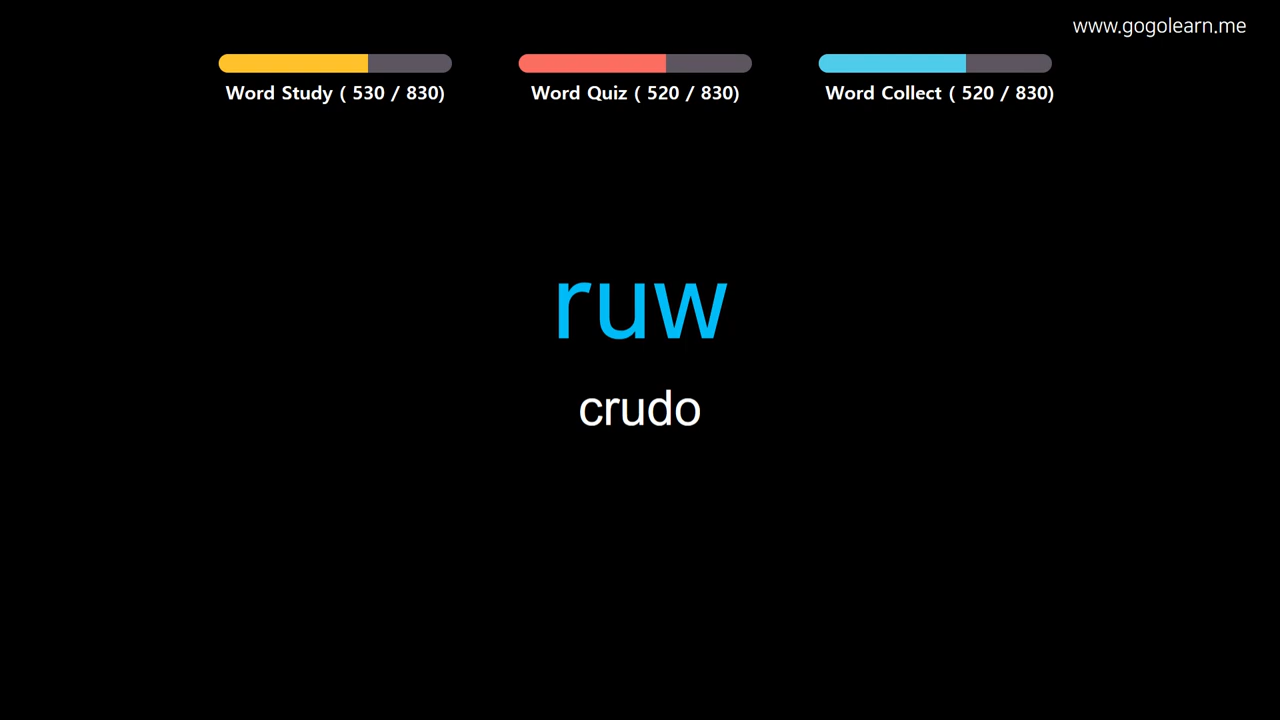 www.gogolearn.me
Word Study ( 530 / 830)
Word Quiz ( 520 / 830)
Word Collect ( 520 / 830)
ruw
crudo